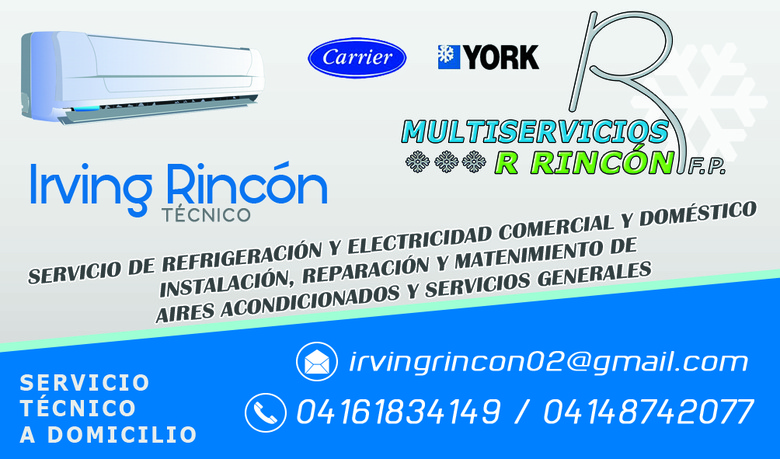 Carrier
YORK
R
MULTISERVICIOS
R RINCÓN F.P.
Irving Rincón
TÉCNICO
SERVICIO DE REFRIGERACIÓN Y ELECTRICIDAD COMERCIAL Y DOMÉSTICO
INSTALACIÓN, REPARACIÓN Y MATENIMIENTO DE
AIRES ACONDICIONADOS Y SERVICIOS GENERALES
irvingrincon02@gmail.com
04161834149 / 04148742077
SERVICIO
TÉCNICO
A DOMICILIO